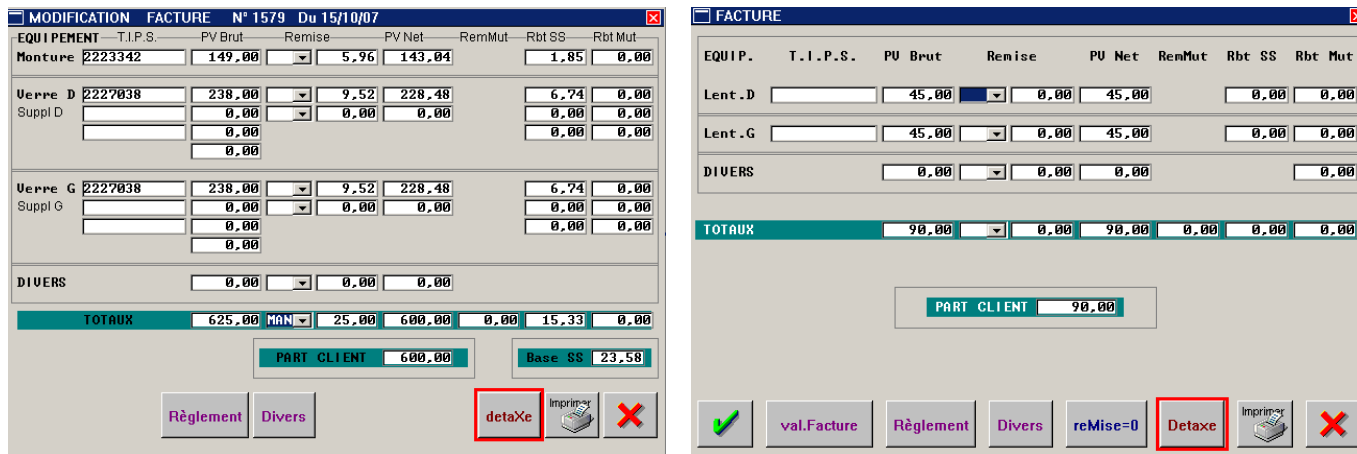 MODIFICATION FACTURE N° 1579 Du 15/10/07
EQUIPEMENT T.I.P.S. PV Brut Remise PV Net RemMut Rbt SS Rbt Mut
Monture 2223342 149,00 5,96 143,04 1,85 0,00
Verre D 2227038 238,00 9,52 228,48 6,74 0,00
Suppl D 0,00 0,00 0,00 0,00 0,00
0,00 0,00 0,00
0,00
Verre G 2227038 238,00 9,52 228,48 6,74 0,00
Suppl G 0,00 0,00 0,00 0,00 0,00
0,00 0,00 0,00
0,00
DIVERS 0,00 0,00 0,00
TOTAUX 625,00 MAN 25,00 600,00 0,00 15,33 0,00
PART CLIENT 600,00 Base SS 23,58
Règlement Divers detaXe Imprimer
FACTURE
EQUIP. T.I.P.S. PV Brut Remise PV Net RemMut Rbt SS Rbt Mut
Lent.D 45,00 0,00 45,00 0,00 0,00
Lent.G 45,00 0,00 45,00 0,00 0,00
DIVERS 0,00 0,00 0,00 0,00
TOTAUX 90,00 0,00 90,00 0,00 0,00 0,00
PART CLIENT 90,00
val.Facture Règlement Divers reMise=0 Detaxe Imprimer